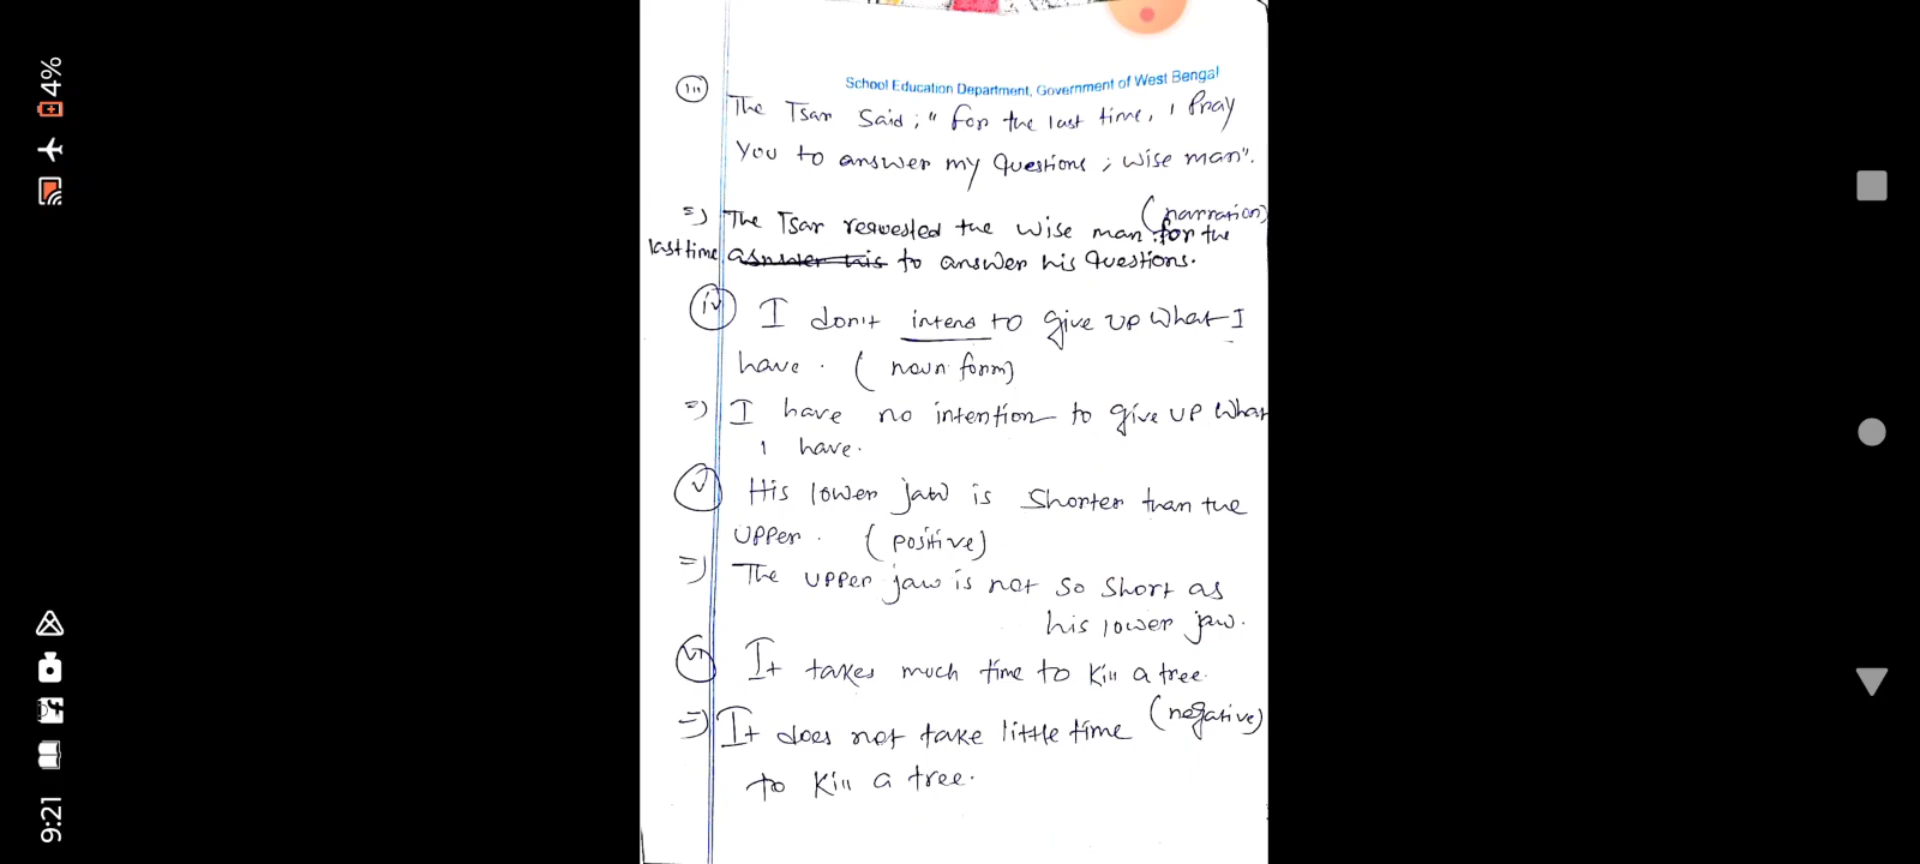 School Education Department, Government of West Bengal
(iii) The Tsar said; "for the last time, I Pray
you to answer my Questions; wise man".
(narration)
=) The Tsar requested the wise man for the
last time to answer his Questions.
(iv) I don't intend to give up what I
have. (noun form)
=) I have no intention to give up what
I have.
(v) His lower jaw is shorter than the
upper. (positive)
=) The upper jaw is not so short as
his lower jaw.
(vi) It takes much time to kill a tree.
(negative)
=) It does not take little time
to kill a tree.
4%
9:21